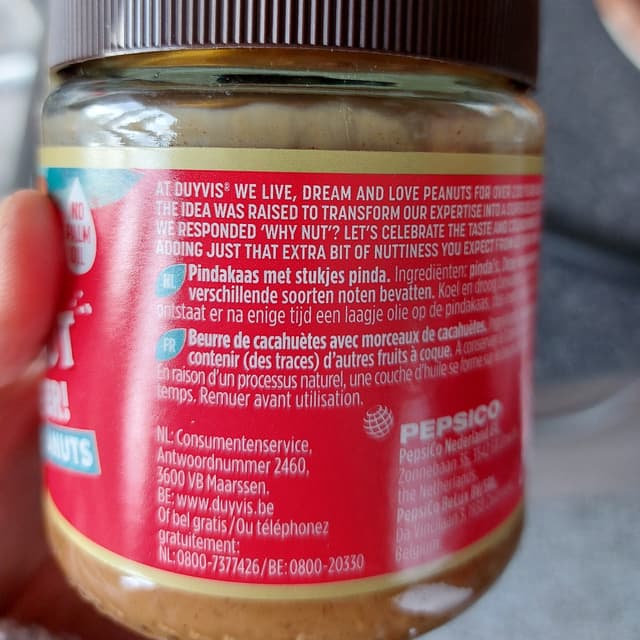 AT DUYVIS® WE LIVE, DREAM AND LOVE PEANUTS FOR OVER
THE IDEA WAS RAISED TO TRANSFORM OUR EXPERTISE INTO A
WE RESPONDED 'WHY NUT'? LET'S CELEBRATE THE TASTE AND
ADDING JUST THAT EXTRA BIT OF NUTTINESS YOU EXPECT FROM
NO
PALM
OIL
NL
Pindakaas met stukjes pinda. Ingrediënten: pinda's.
verschillende soorten noten bevatten. Koel en droog
ontstaat er na enige tijd een laagje olie op de pindakaas.
FR
Beurre de cacahuètes avec morceaux de cacahuètes.
contenir (des traces) d'autres fruits à coque. A conserver
En raison d'un processus naturel, une couche d'huile se forme
temps. Remuer avant utilisation.
NL: Consumentenservice,
Antwoordnummer 2460,
3600 VB Maarssen.
BE: www.duyvis.be
Of bel gratis/Ou téléphonez
gratuitement:
NL: 0800-7377426/BE: 0800-20330
PEPSICO
PepsiCo Nederland
Zonnebaan 35,
the Netherlands.
PepsiCo BeLux
Da Vincilaan 3,
Belgium